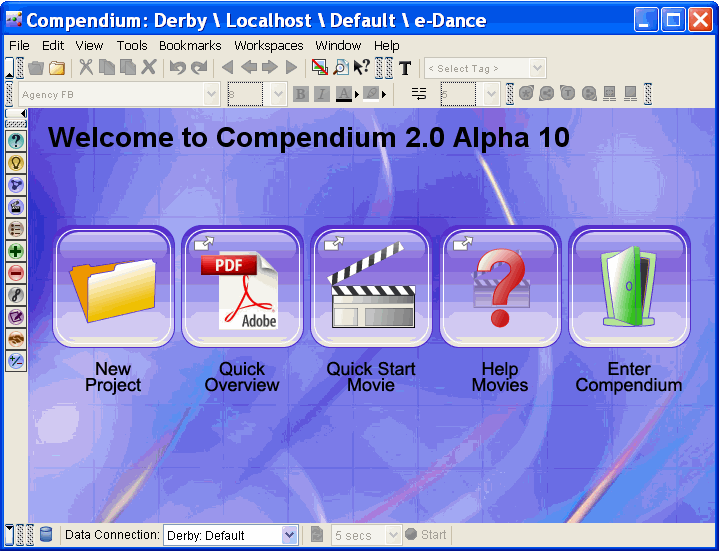 Compendium: Derby \ Localhost \ Default \ e-Dance
File Edit View Tools Bookmarks Workspaces Window Help
T < Select Tag >
Agency FB 8 B I A 5
Welcome to Compendium 2.0 Alpha 10
PDF
Adobe
New Project
Quick Overview
Quick Start Movie
Help Movies
Enter Compendium
Data Connection: Derby: Default 5 secs Start